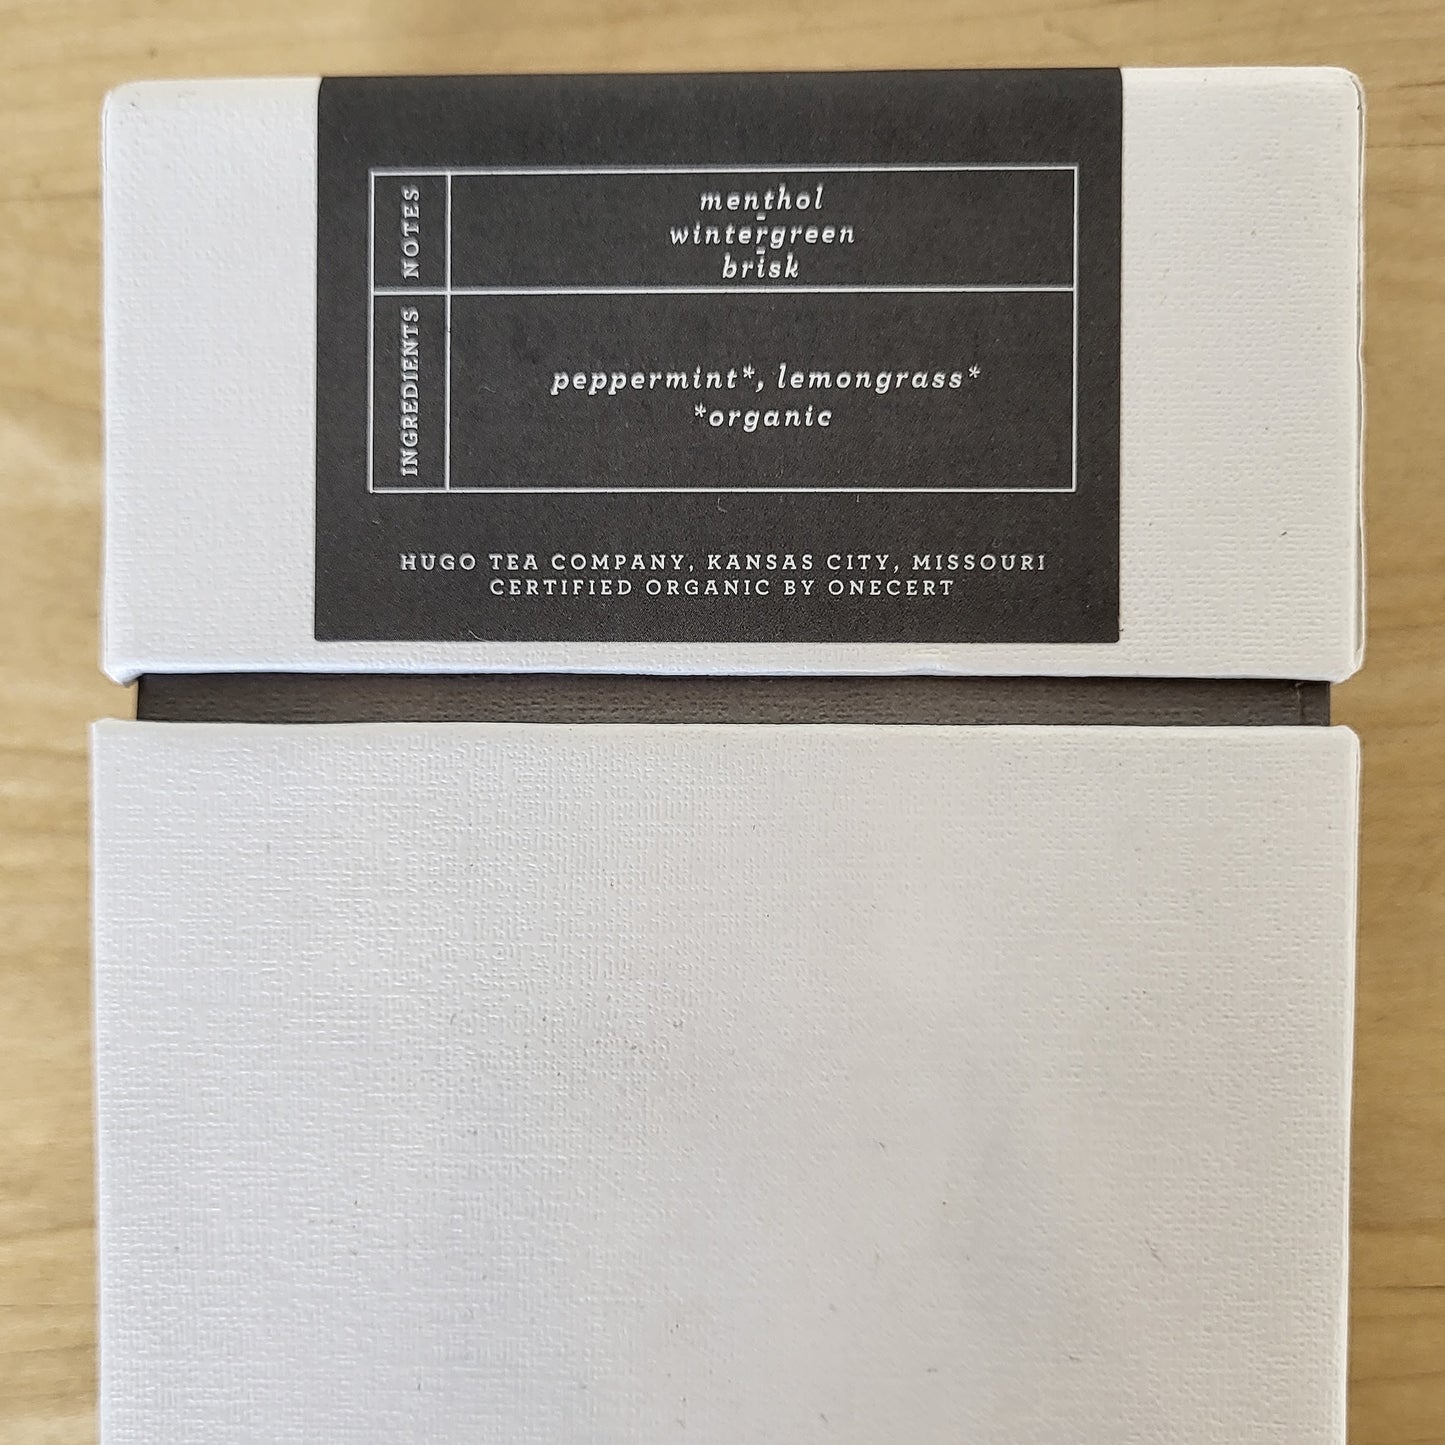 NOTES
menthol
-
wintergreen
-
brisk
INGREDIENTS
peppermint*, lemongrass*
*organic
HUGO TEA COMPANY, KANSAS CITY, MISSOURI
CERTIFIED ORGANIC BY ONECERT